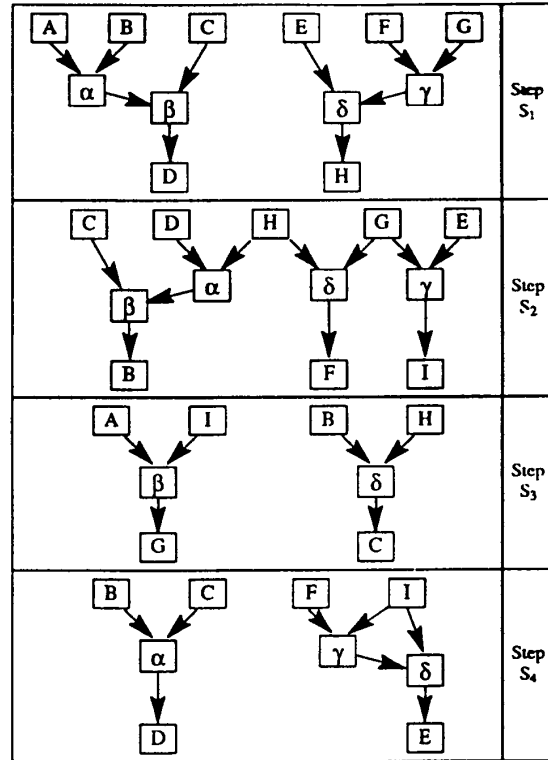 A B C E F G
α γ
β δ
D H
Step
S1
C D H G E
α δ γ
β
B F I
Step
S2
A I B H
β δ
G C
Step
S3
B C F I
α γ
δ
D E
Step
S4